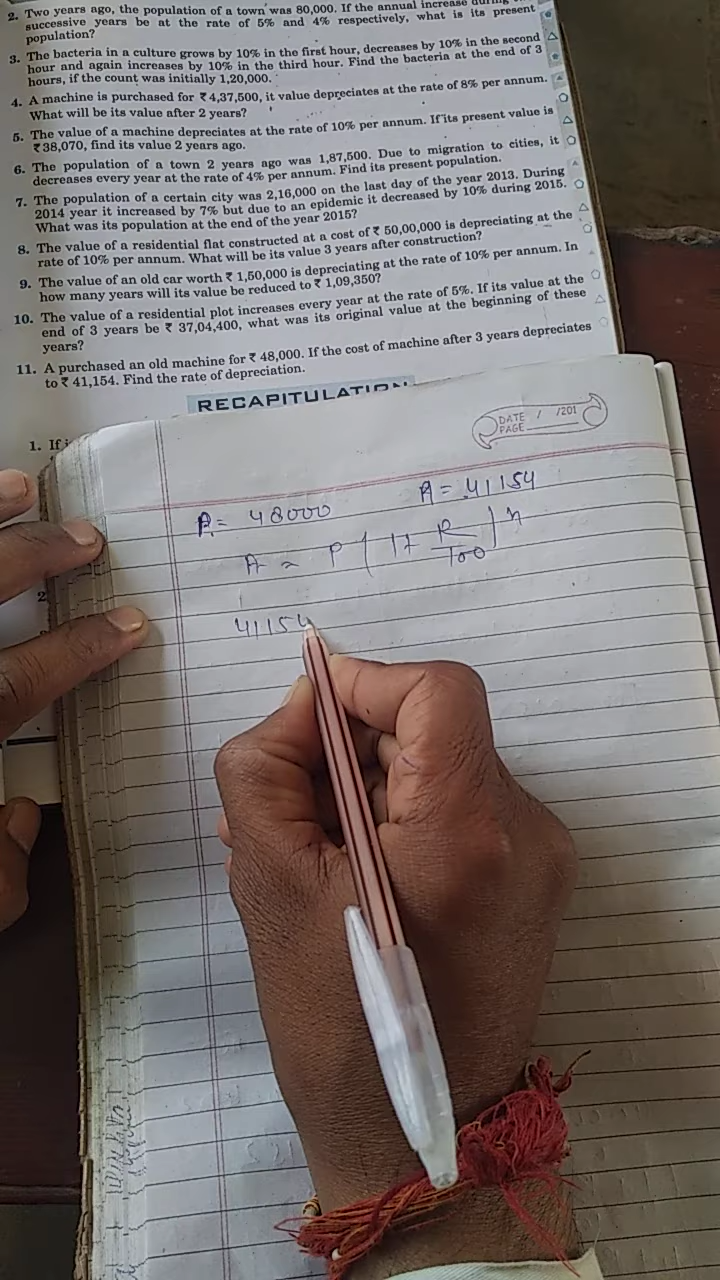 2. Two years ago, the population of a town was 80,000. If the annual increase during
successive years be at the rate of 5% and 4% respectively, what is its present
population?
3. The bacteria in a culture grows by 10% in the first hour, decreases by 10% in the second
hour and again increases by 10% in the third hour. Find the bacteria at the end of 3
hours, if the count was initially 1,20,000.
4. A machine is purchased for ₹ 4,37,500, it value depreciates at the rate of 8% per annum.
What will be its value after 2 years?
5. The value of a machine depreciates at the rate of 10% per annum. If its present value is
₹ 38,070, find its value 2 years ago.
6. The population of a town 2 years ago was 1,87,500. Due to migration to cities, it
decreases every year at the rate of 4% per annum. Find its present population.
7. The population of a certain city was 2,16,000 on the last day of the year 2013. During
2014 year it increased by 7% but due to an epidemic it decreased by 10% during 2015.
What was its population at the end of the year 2015?
8. The value of a residential flat constructed at a cost of ₹ 50,00,000 is depreciating at the
rate of 10% per annum. What will be its value 3 years after construction?
9. The value of an old car worth ₹ 1,50,000 is depreciating at the rate of 10% per annum. In
how many years will its value be reduced to ₹ 1,09,350?
10. The value of a residential plot increases every year at the rate of 5%. If its value at the
end of 3 years be ₹ 37,04,400, what was its original value at the beginning of these
years?
11. A purchased an old machine for ₹ 48,000. If the cost of machine after 3 years depreciates
to ₹ 41,154. Find the rate of depreciation.
RECAPITULATION
1. If
DATE / /201
PAGE
P = 48000 A = 41154
A = P ( 1+ R/100 ) n
2
41154